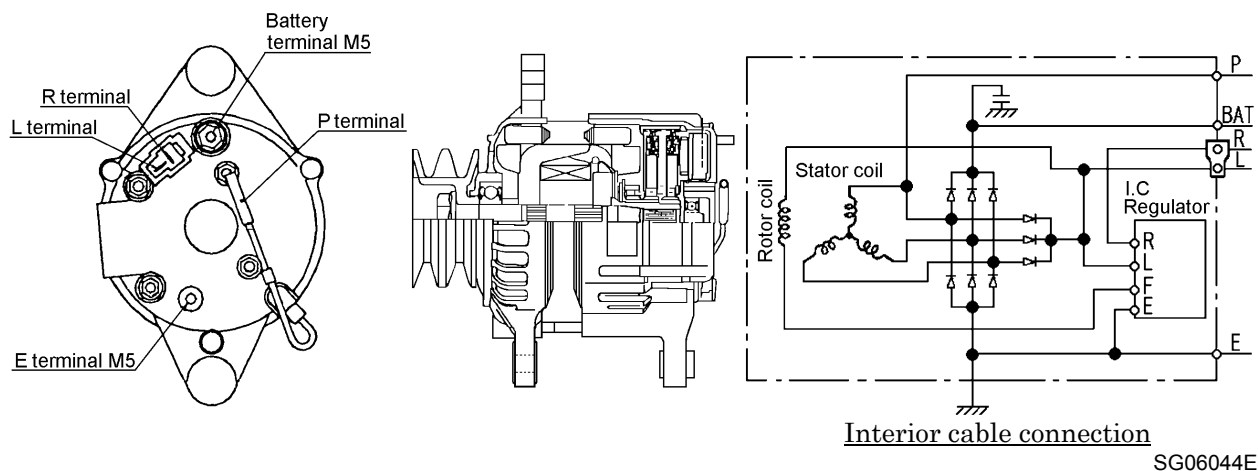 Battery
terminal M5
R terminal
L terminal
P terminal
E terminal M5
P
BAT
R
L
Stator coil
Rotor coil
I.C
Regulator
R
L
F
E
E
Interior cable connection
SG06044E